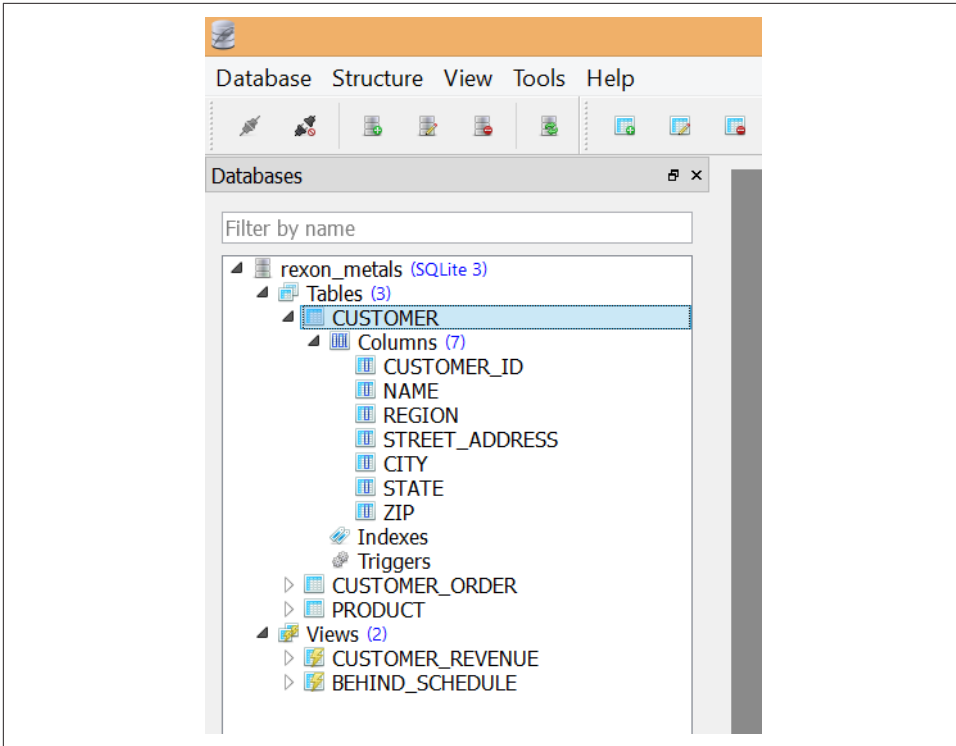 Database Structure View Tools Help
Databases
Filter by name
rexon_metals (SQLite 3)
Tables (3)
CUSTOMER
Columns (7)
CUSTOMER_ID
NAME
REGION
STREET_ADDRESS
CITY
STATE
ZIP
Indexes
Triggers
CUSTOMER_ORDER
PRODUCT
Views (2)
CUSTOMER_REVENUE
BEHIND_SCHEDULE